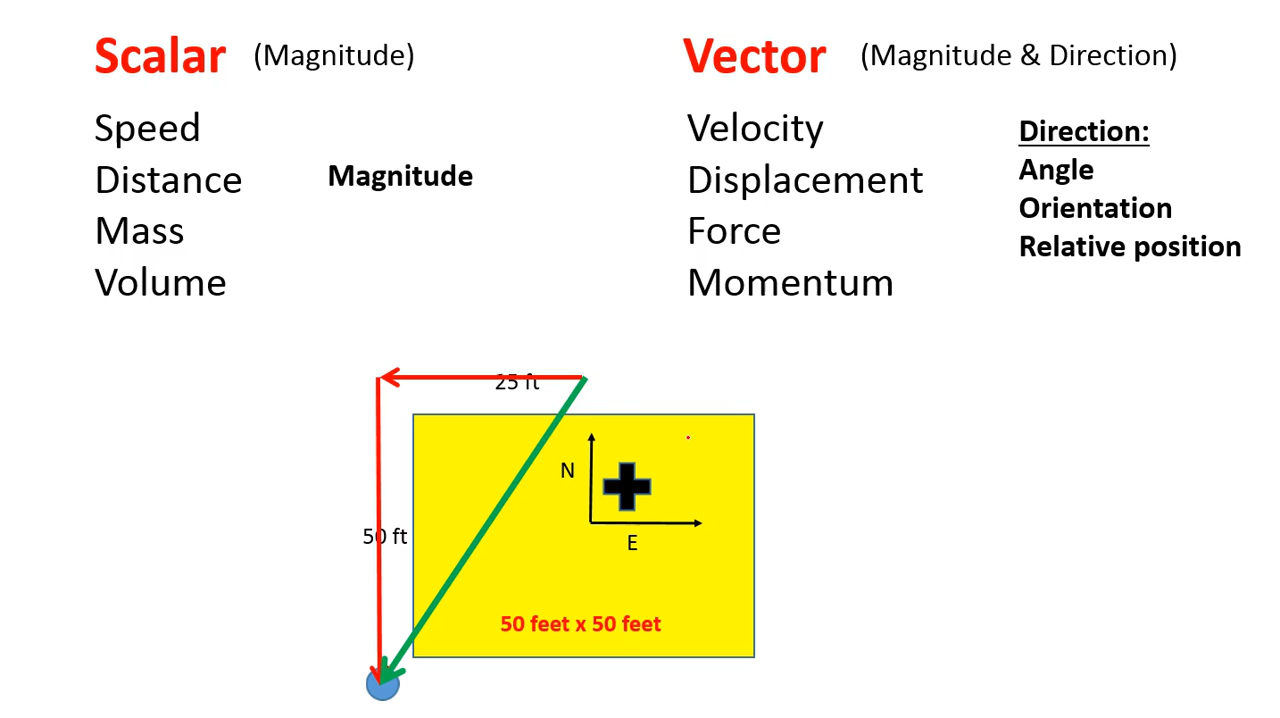 Scalar (Magnitude)
Speed
Distance
Mass
Volume
Magnitude
Vector (Magnitude & Direction)
Velocity
Displacement
Force
Momentum
Direction:
Angle
Orientation
Relative position
25 ft
N
E
50 ft
50 feet x 50 feet